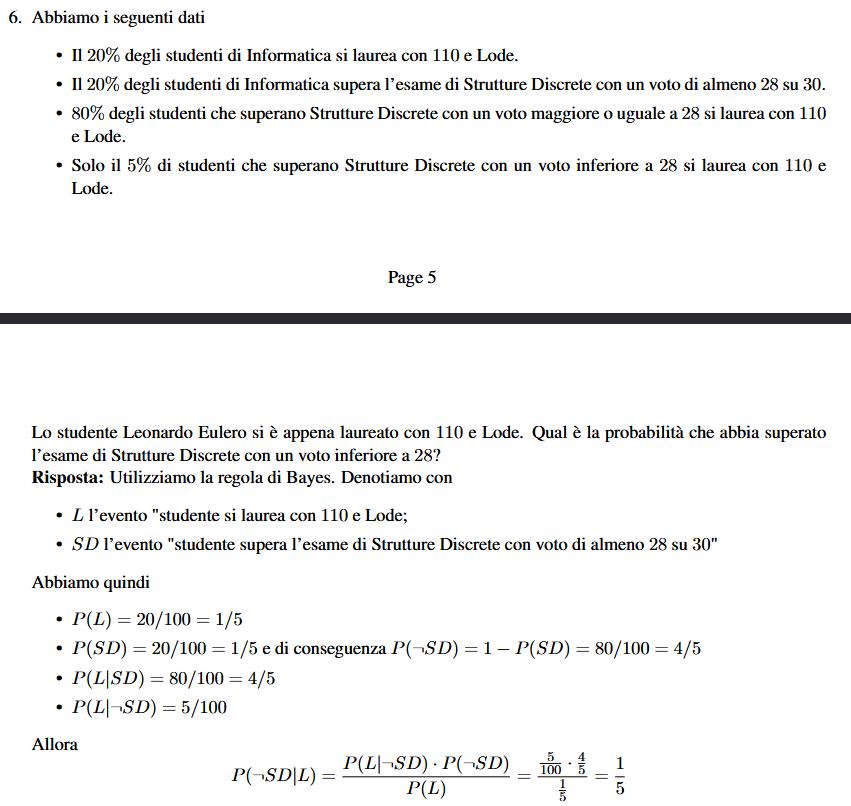 6. Abbiamo i seguenti dati
• Il 20% degli studenti di Informatica si laurea con 110 e Lode.
• Il 20% degli studenti di Informatica supera l'esame di Strutture Discrete con un voto di almeno 28 su 30.
• 80% degli studenti che superano Strutture Discrete con un voto maggiore o uguale a 28 si laurea con 110
e Lode.
• Solo il 5% di studenti che superano Strutture Discrete con un voto inferiore a 28 si laurea con 110 e
Lode.
Page 5
Lo studente Leonardo Eulero si è appena laureato con 110 e Lode. Qual è la probabilità che abbia superato
l'esame di Strutture Discrete con un voto inferiore a 28?
Risposta: Utilizziamo la regola di Bayes. Denotiamo con
• L l'evento "studente si laurea con 110 e Lode;
• SD l'evento "studente supera l'esame di Strutture Discrete con voto di almeno 28 su 30"
Abbiamo quindi
• P(L) = 20/100 = 1/5
• P(SD) = 20/100 = 1/5 e di conseguenza P(¬SD) = 1 − P(SD) = 80/100 = 4/5
• P(L|SD) = 80/100 = 4/5
• P(L|¬SD) = 5/100
Allora
P(¬SD|L) = \frac{P(L|¬SD) · P(¬SD)}{P(L)} = \frac{\frac{5}{100} · \frac{4}{5}}{\frac{1}{5}} = \frac{1}{5}